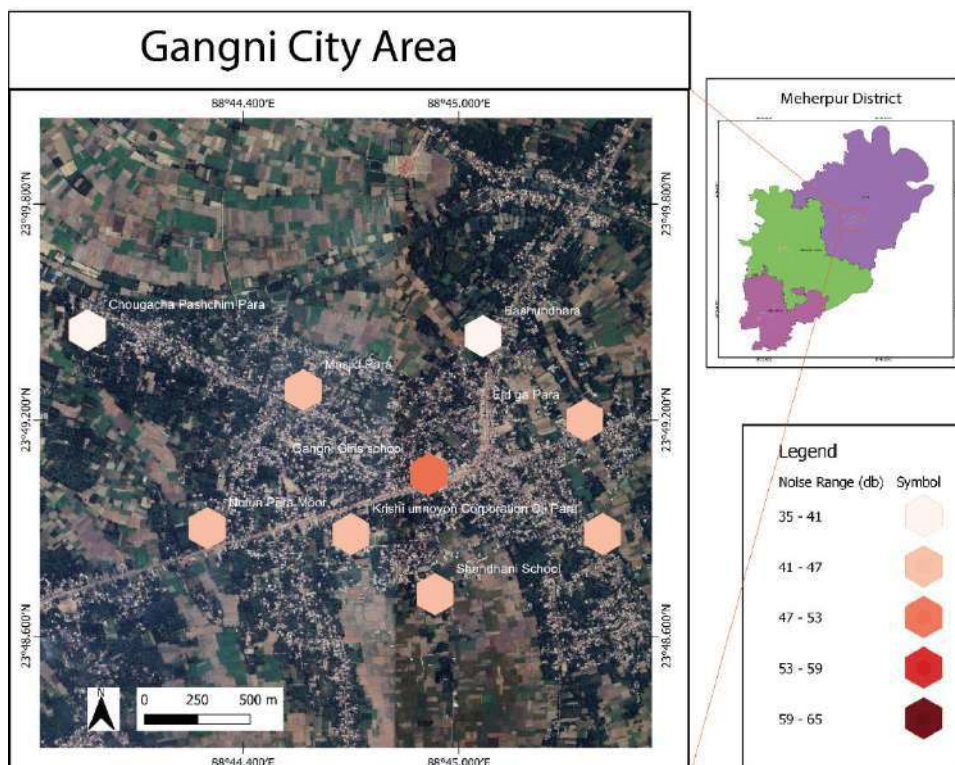 Gangni City Area
88°44.400'E 88°45.000'E
23°49.800'N
23°49.200'N
23°48.600'N
Chougacha Pashchim Para
Bashundhara
Masjid Para
Eid ga Para
Gangni Girls school
Notun Para Moor
Krishi unnoyon Corporation
Oli Para
Shandhani School
N
0 250 500 m
88°44.400'E 88°45.000'E
23°49.800'N
23°49.200'N
23°48.600'N
Meherpur District
Legend
Noise Range (db) Symbol
35 - 41
41 - 47
47 - 53
53 - 59
59 - 65